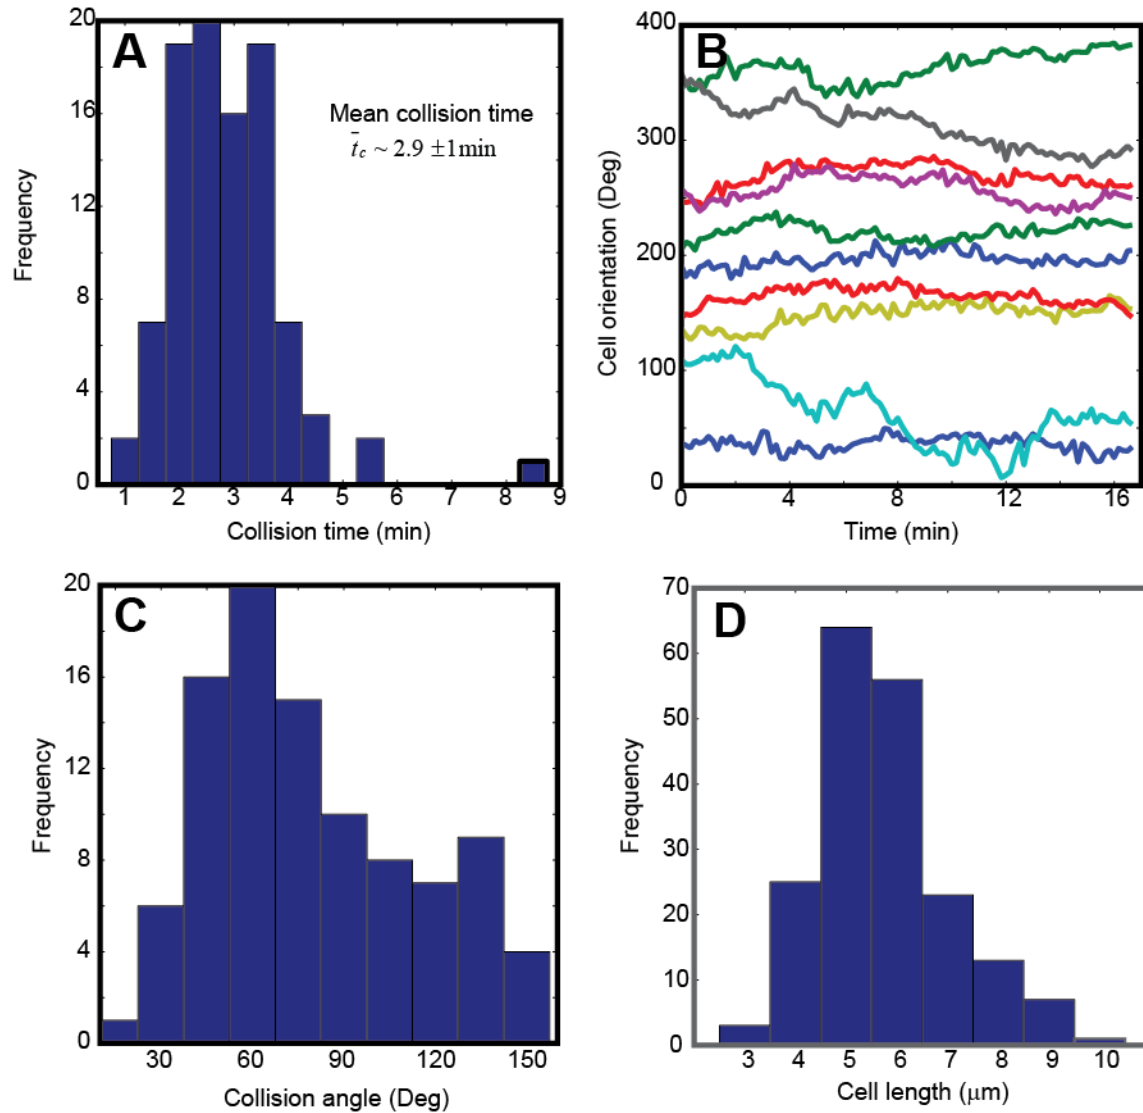 A
Mean collision time
t̄c ~ 2.9 ±1min
Frequency
20
16
12
8
4
0
1 2 3 4 5 6 7 8 9
Collision time (min)
B
Cell orientation (Deg)
400
300
200
100
0
0 4 8 12 16
Time (min)
C
Frequency
20
16
12
8
4
0
30 60 90 120 150
Collision angle (Deg)
D
Frequency
70
60
50
40
30
20
10
0
3 4 5 6 7 8 9 10
Cell length (μm)